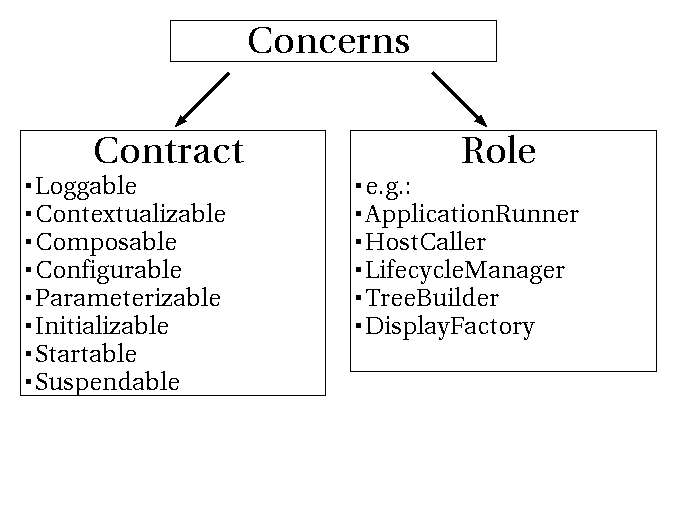 Concerns
Contract
▪Loggable
▪Contextualizable
▪Composable
▪Configurable
▪Parameterizable
▪Initializable
▪Startable
▪Suspendable
Role
▪e.g.:
▪ApplicationRunner
▪HostCaller
▪LifecycleManager
▪TreeBuilder
▪DisplayFactory